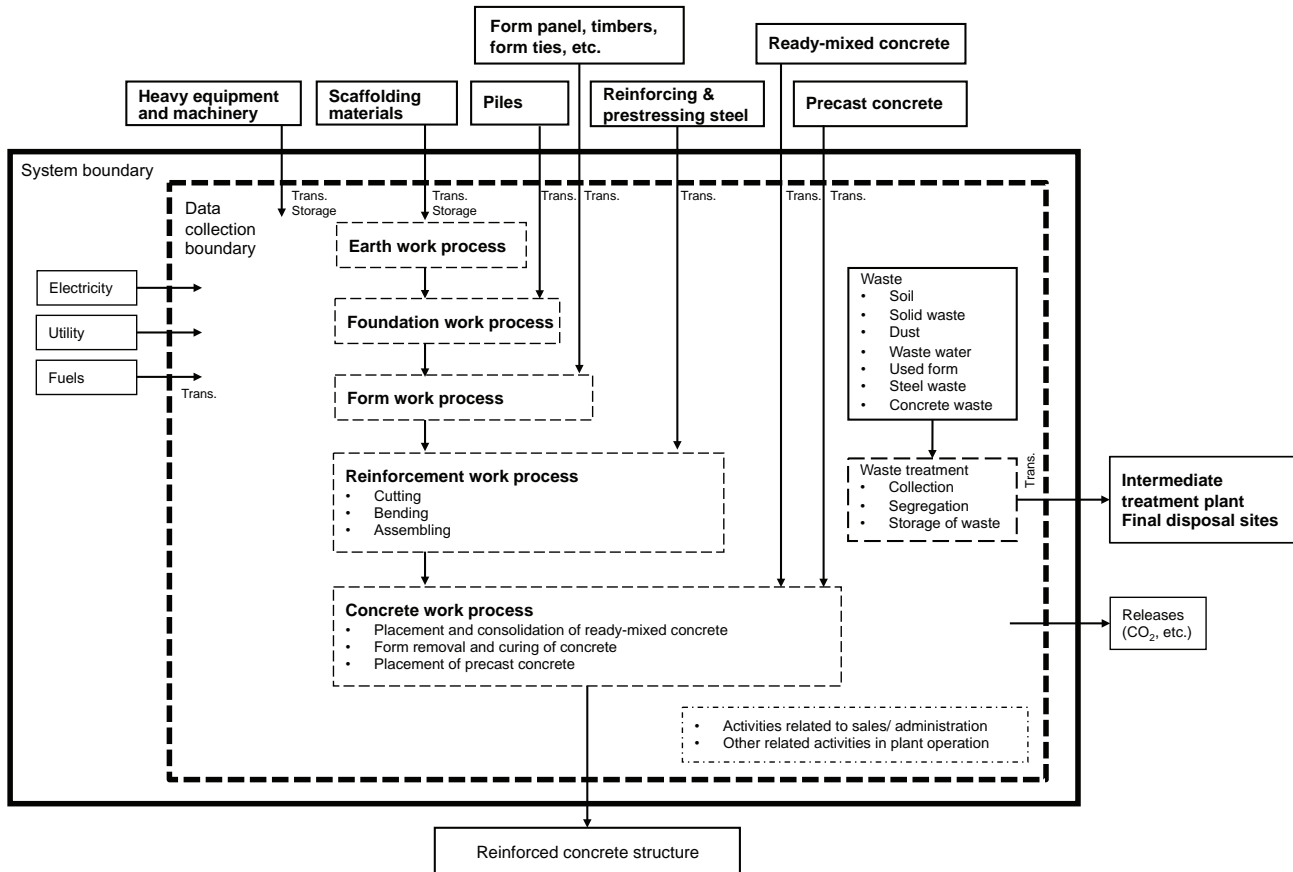 Form panel, timbers,
form ties, etc.
Ready-mixed concrete
Heavy equipment
and machinery
Scaffolding
materials
Piles
Reinforcing &
prestressing steel
Precast concrete
System boundary
Data
collection
boundary
Trans.
Storage
Trans.
Storage
Trans.
Trans.
Trans.
Trans.
Trans.
Earth work process
Electricity
Utility
Fuels
Trans.
Foundation work process
Form work process
Reinforcement work process
• Cutting
• Bending
• Assembling
Concrete work process
• Placement and consolidation of ready-mixed concrete
• Form removal and curing of concrete
• Placement of precast concrete
Waste
• Soil
• Solid waste
• Dust
• Waste water
• Used form
• Steel waste
• Concrete waste
Waste treatment
• Collection
• Segregation
• Storage of waste
Trans.
Intermediate
treatment plant
Final disposal sites
Releases
(CO2, etc.)
• Activities related to sales/ administration
• Other related activities in plant operation
Reinforced concrete structure